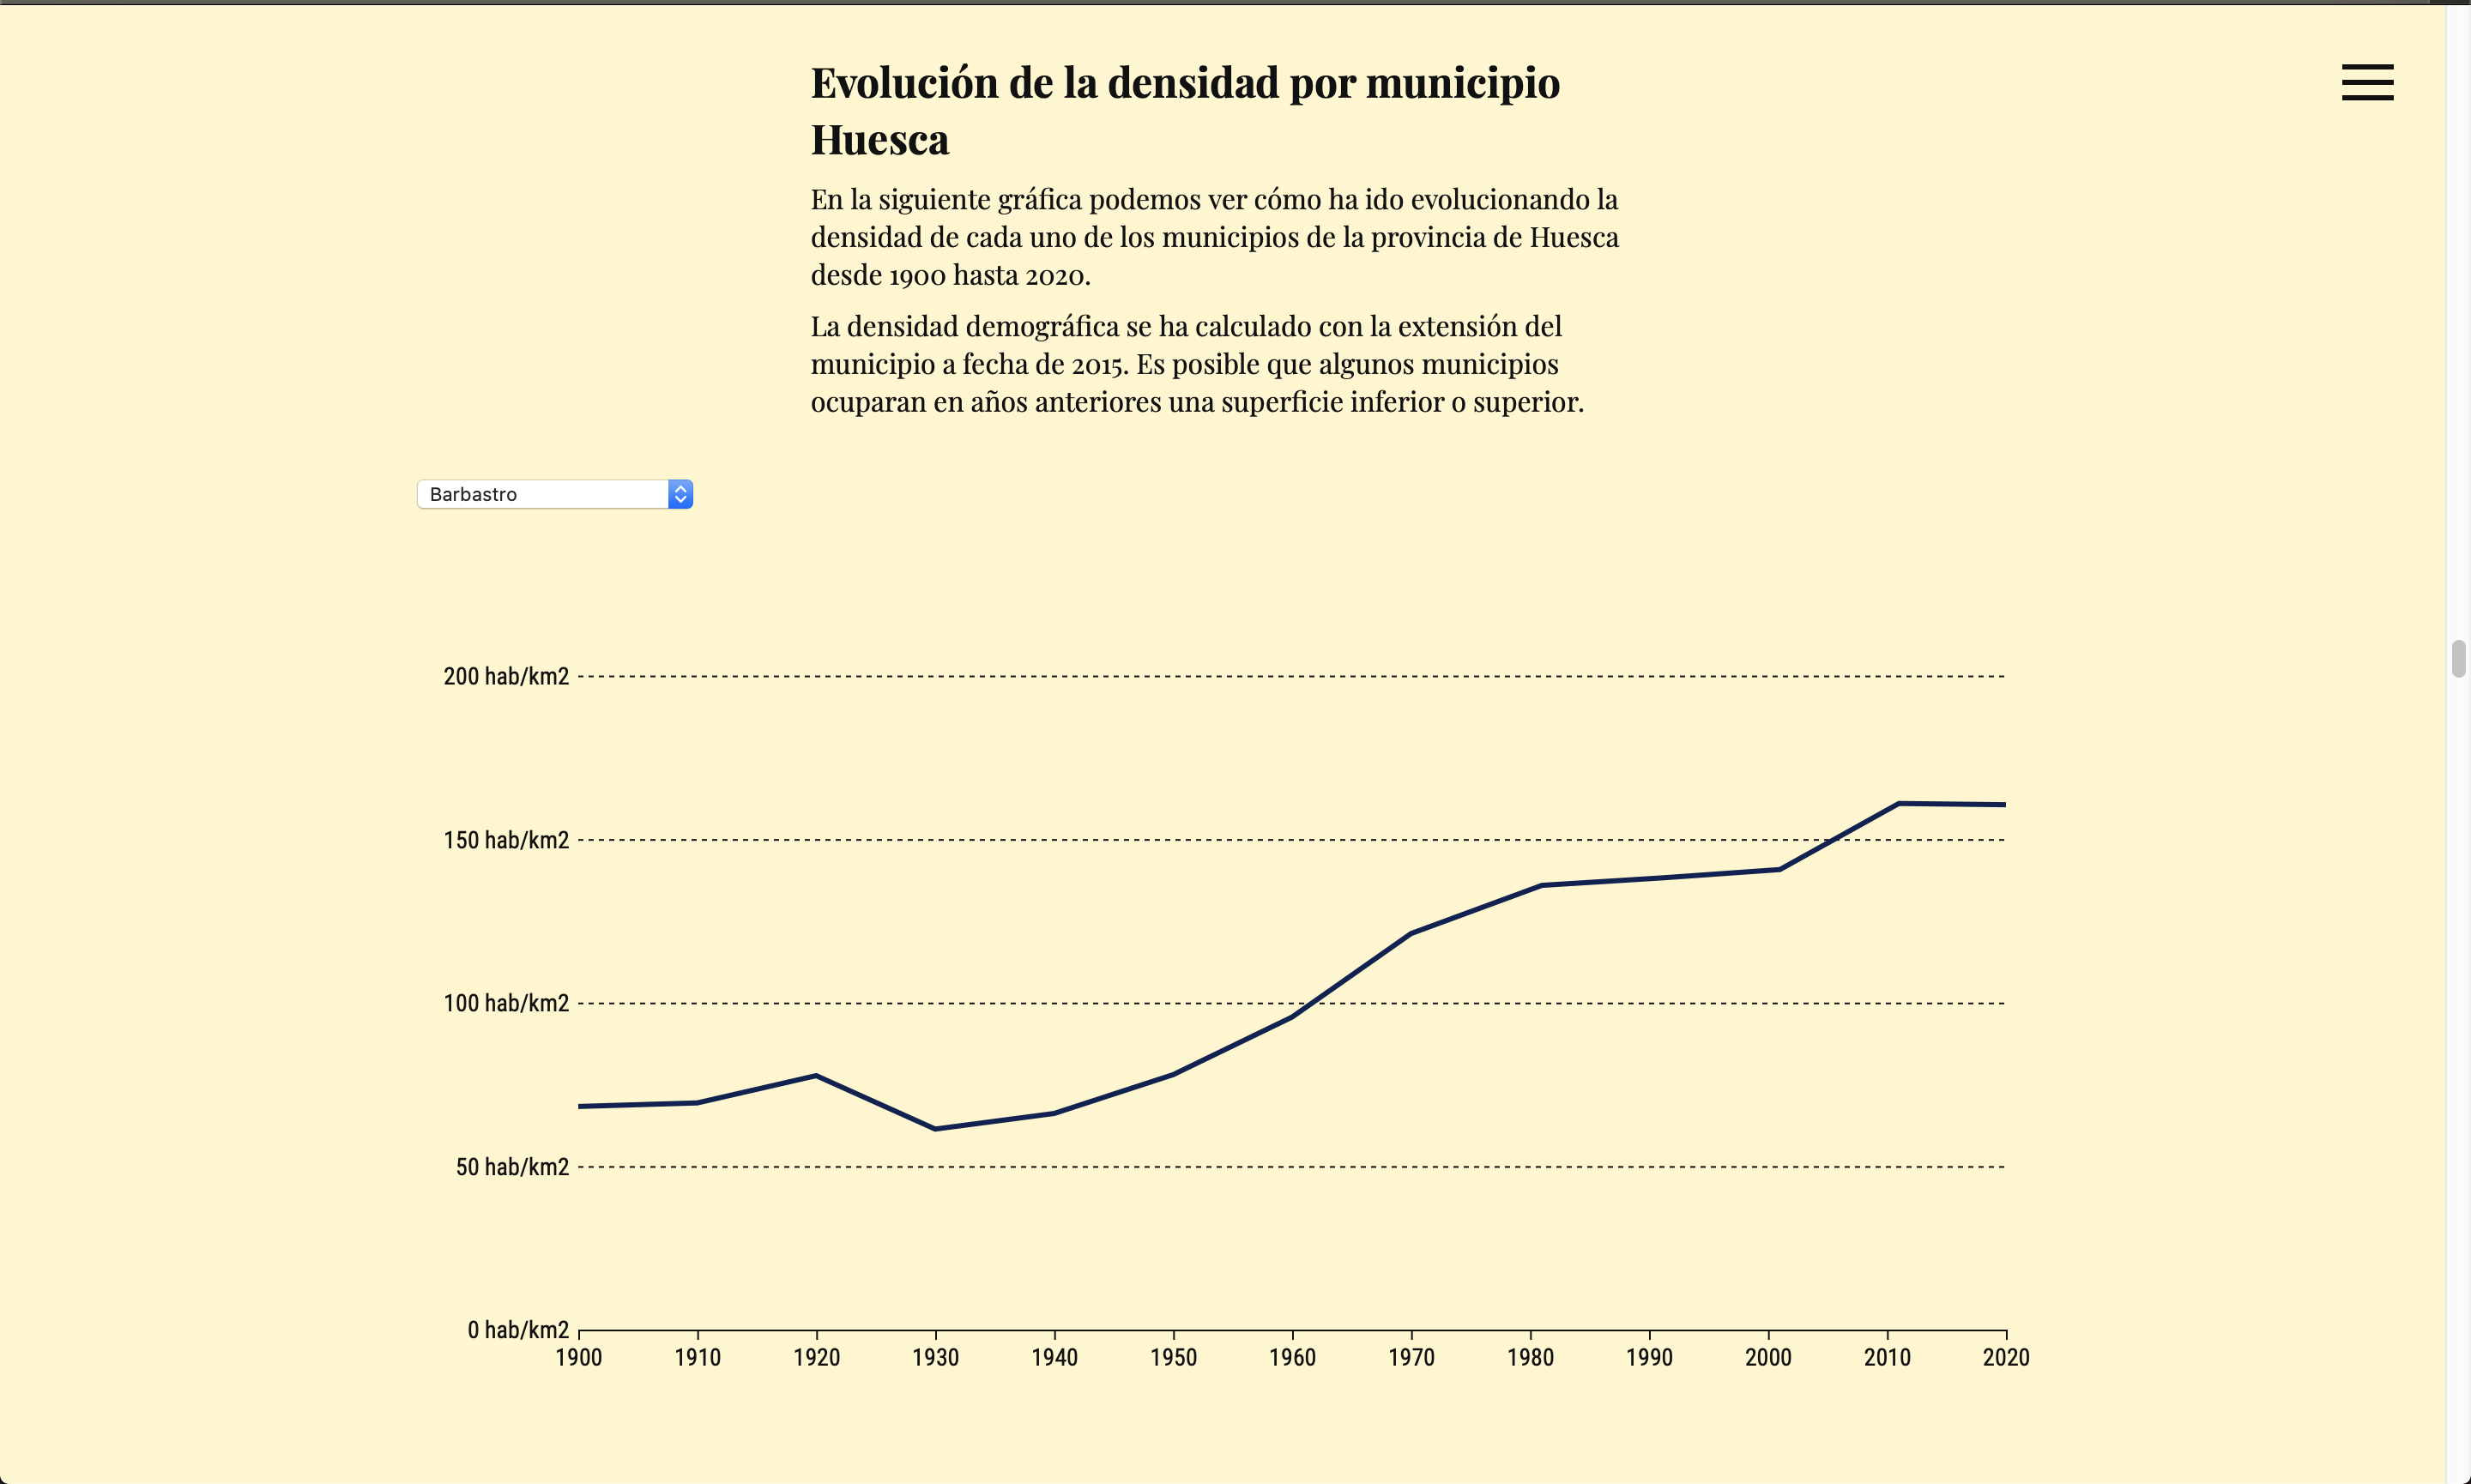 Evolución de la densidad por municipio
Huesca
En la siguiente gráfica podemos ver cómo ha ido evolucionando la
densidad de cada uno de los municipios de la provincia de Huesca
desde 1900 hasta 2020.
La densidad demográfica se ha calculado con la extensión del
municipio a fecha de 2015. Es posible que algunos municipios
ocuparan en años anteriores una superficie inferior o superior.
Barbastro
200 hab/km2
150 hab/km2
100 hab/km2
50 hab/km2
0 hab/km2
1900 1910 1920 1930 1940 1950 1960 1970 1980 1990 2000 2010 2020